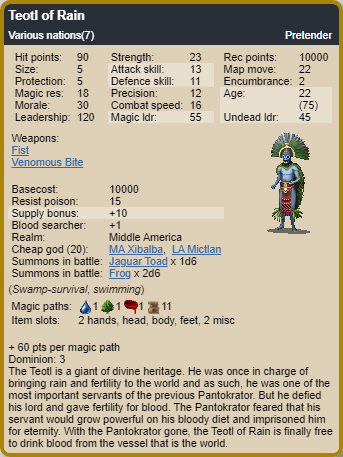 Teotl of Rain
Various nations(7) Pretender
Hit points: 90 Strength: 23 Rec points: 10000
Size: 5 Attack skill: 13 Map move: 22
Protection: 5 Defence skill: 11 Encumbrance: 2
Magic res: 18 Precision: 12 Age: 22
Morale: 30 Combat speed: 16 (75)
Leadership: 120 Magic ldr: 55 Undead ldr: 45
Weapons:
Fist
Venomous Bite
Basecost: 10000
Resist poison: 15
Supply bonus: +10
Blood searcher: +1
Realm: Middle America
Cheap god (20): MA Xibalba, LA Mictlan
Summons in battle: Jaguar Toad x 1d6
Summons in battle: Frog x 2d6
(Swamp-survival, swimming)
Magic paths: 1 1 1 11
Item slots: 2 hands, head, body, feet, 2 misc
+ 60 pts per magic path
Dominion: 3
The Teotl is a giant of divine heritage. He was once in charge of
bringing rain and fertility to the world and as such, he was one of the
most important servants of the previous Pantokrator. But he defied
his lord and gave fertility for blood. The Pantokrator feared that his
servant would grow powerful on his bloody diet and imprisoned him
for eternity. With the Pantokrator gone, the Teotl of Rain is finally free
to drink blood from the vessel that is the world.